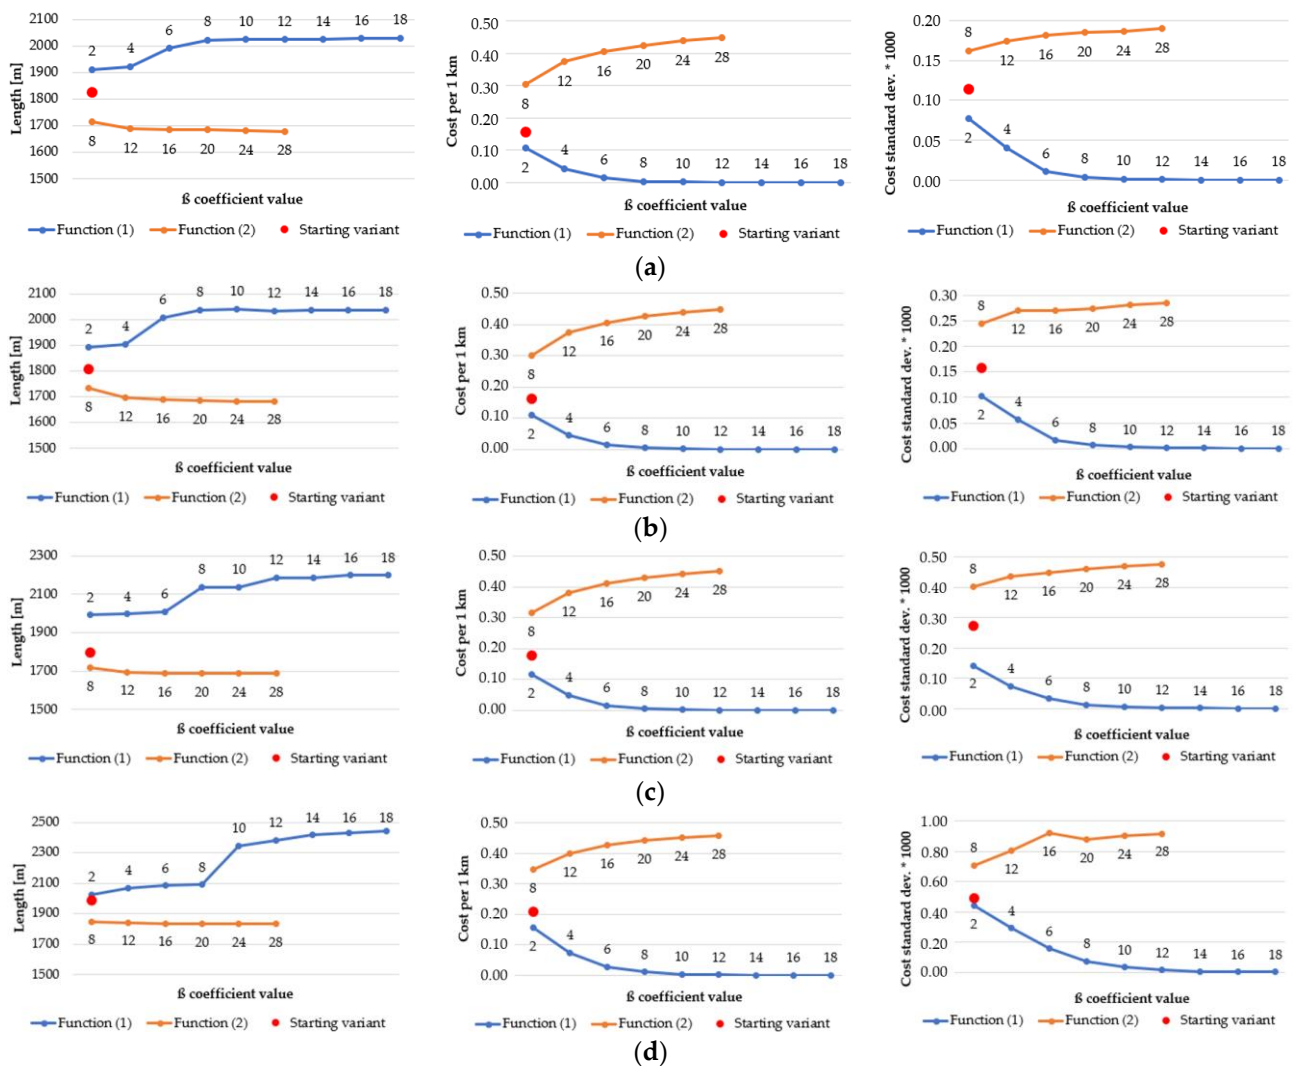 Length [m]
2100
2000
1900
1800
1700
1600
1500
2 4 6 8 10 12 14 16 18
8 12 16 20 24 28
ß coefficient value
Function (1) Function (2) Starting variant
Cost per 1 km
0.50
0.40
0.30
0.20
0.10
0.00
8 12 16 20 24 28
2 4 6 8 10 12 14 16 18
ß coefficient value
Function (1) Function (2) Starting variant
Cost standard dev. * 1000
0.20
0.15
0.10
0.05
0.00
8 12 16 20 24 28
2 4 6 8 10 12 14 16 18
ß coefficient value
Function (1) Function (2) Starting variant
(a)
Length [m]
2100
2000
1900
1800
1700
1600
1500
2 4 6 8 10 12 14 16 18
8 12 16 20 24 28
ß coefficient value
Function (1) Function (2) Starting variant
Cost per 1 km
0.50
0.40
0.30
0.20
0.10
0.00
8 12 16 20 24 28
2 4 6 8 10 12 14 16 18
ß coefficient value
Function (1) Function (2) Starting variant
Cost standard dev. * 1000
0.30
0.25
0.20
0.15
0.10
0.05
0.00
8 12 16 20 24 28
2 4 6 8 10 12 14 16 18
ß coefficient value
Function (1) Function (2) Starting variant
(b)
Length [m]
2300
2100
1900
1700
1500
2 4 6 8 10 12 14 16 18
8 12 16 20 24 28
ß coefficient value
Function (1) Function (2) Starting variant
Cost per 1 km
0.50
0.40
0.30
0.20
0.10
0.00
8 12 16 20 24 28
2 4 6 8 10 12 14 16 18
ß coefficient value
Function (1) Function (2) Starting variant
Cost standard dev. * 1000
0.50
0.40
0.30
0.20
0.10
0.00
8 12 16 20 24 28
2 4 6 8 10 12 14 16 18
ß coefficient value
Function (1) Function (2) Starting variant
(c)
Length [m]
2500
2300
2100
1900
1700
1500
2 4 6 8 10 12 14 16 18
8 12 16 20 24 28
ß coefficient value
Function (1) Function (2) Starting variant
Cost per 1 km
0.50
0.40
0.30
0.20
0.10
0.00
8 12 16 20 24 28
2 4 6 8 10 12 14 16 18
ß coefficient value
Function (1) Function (2) Starting variant
Cost standard dev. * 1000
1.00
0.80
0.60
0.40
0.20
0.00
8 12 16 20 24 28
2 4 6 8 10 12 14 16 18
ß coefficient value
Function (1) Function (2) Starting variant
(d)